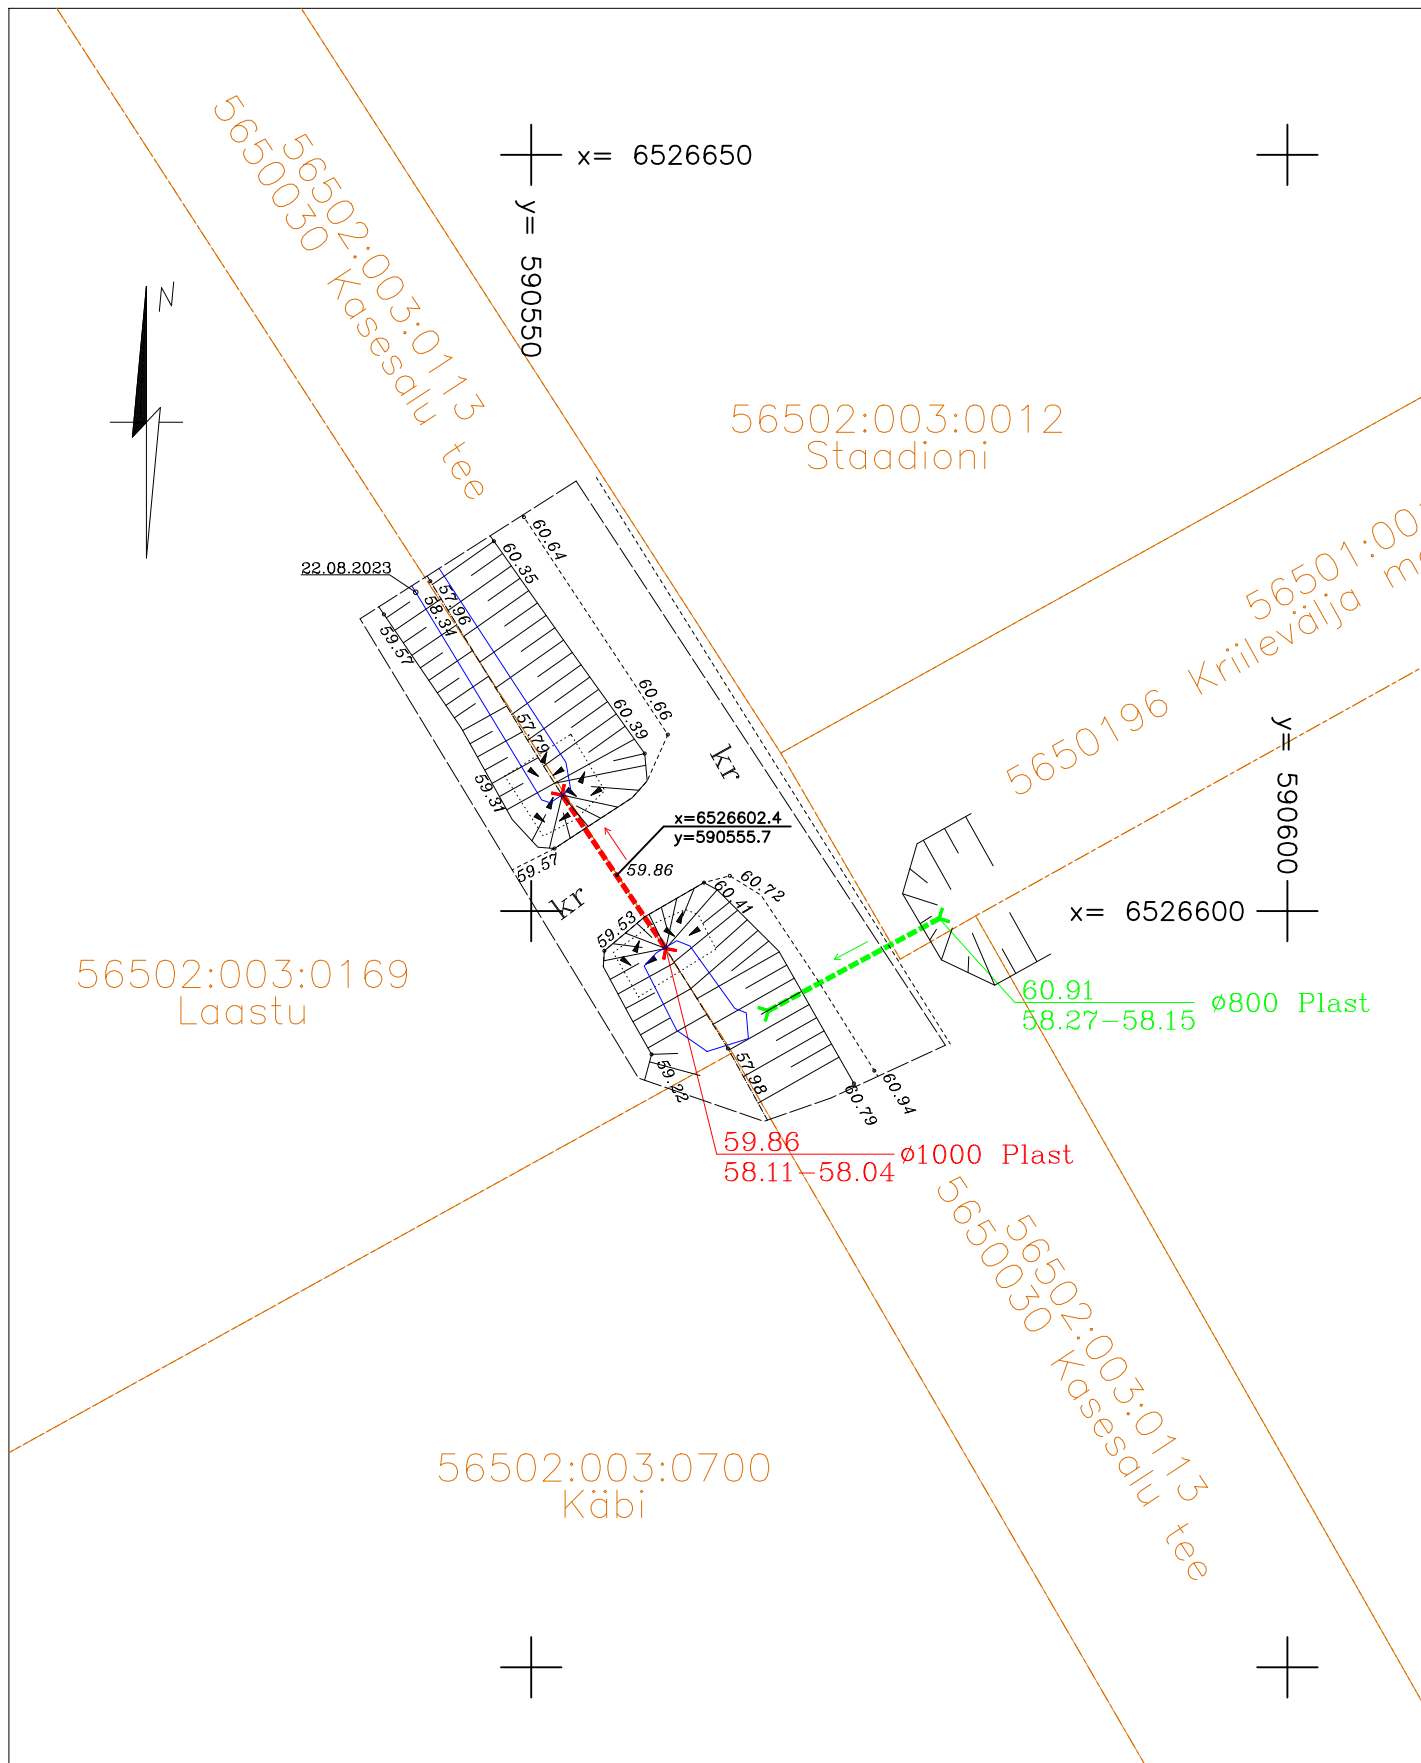 x= 6526650
y= 590550
56502:003:0113
5650030 Kasesalu tee
N
56502:003:0012
Staadioni
56501:00
5650196 Kriilevälja m
22.08.2023
60.64
60.35
57.96
58.34
59.57
60.66
60.39
57.79
59.31
kr
y= 590600
x=6526602.4
y=590555.7
59.86
59.57
60.72
60.41
59.53
kr
x= 6526600
56502:003:0169
Laastu
60.91
58.27-58.15
ø800 Plast
59.22
57.98
60.79
60.94
59.86
58.11-58.04
ø1000 Plast
56502:003:0113
5650030 Kasesalu tee
56502:003:0700
Käbi